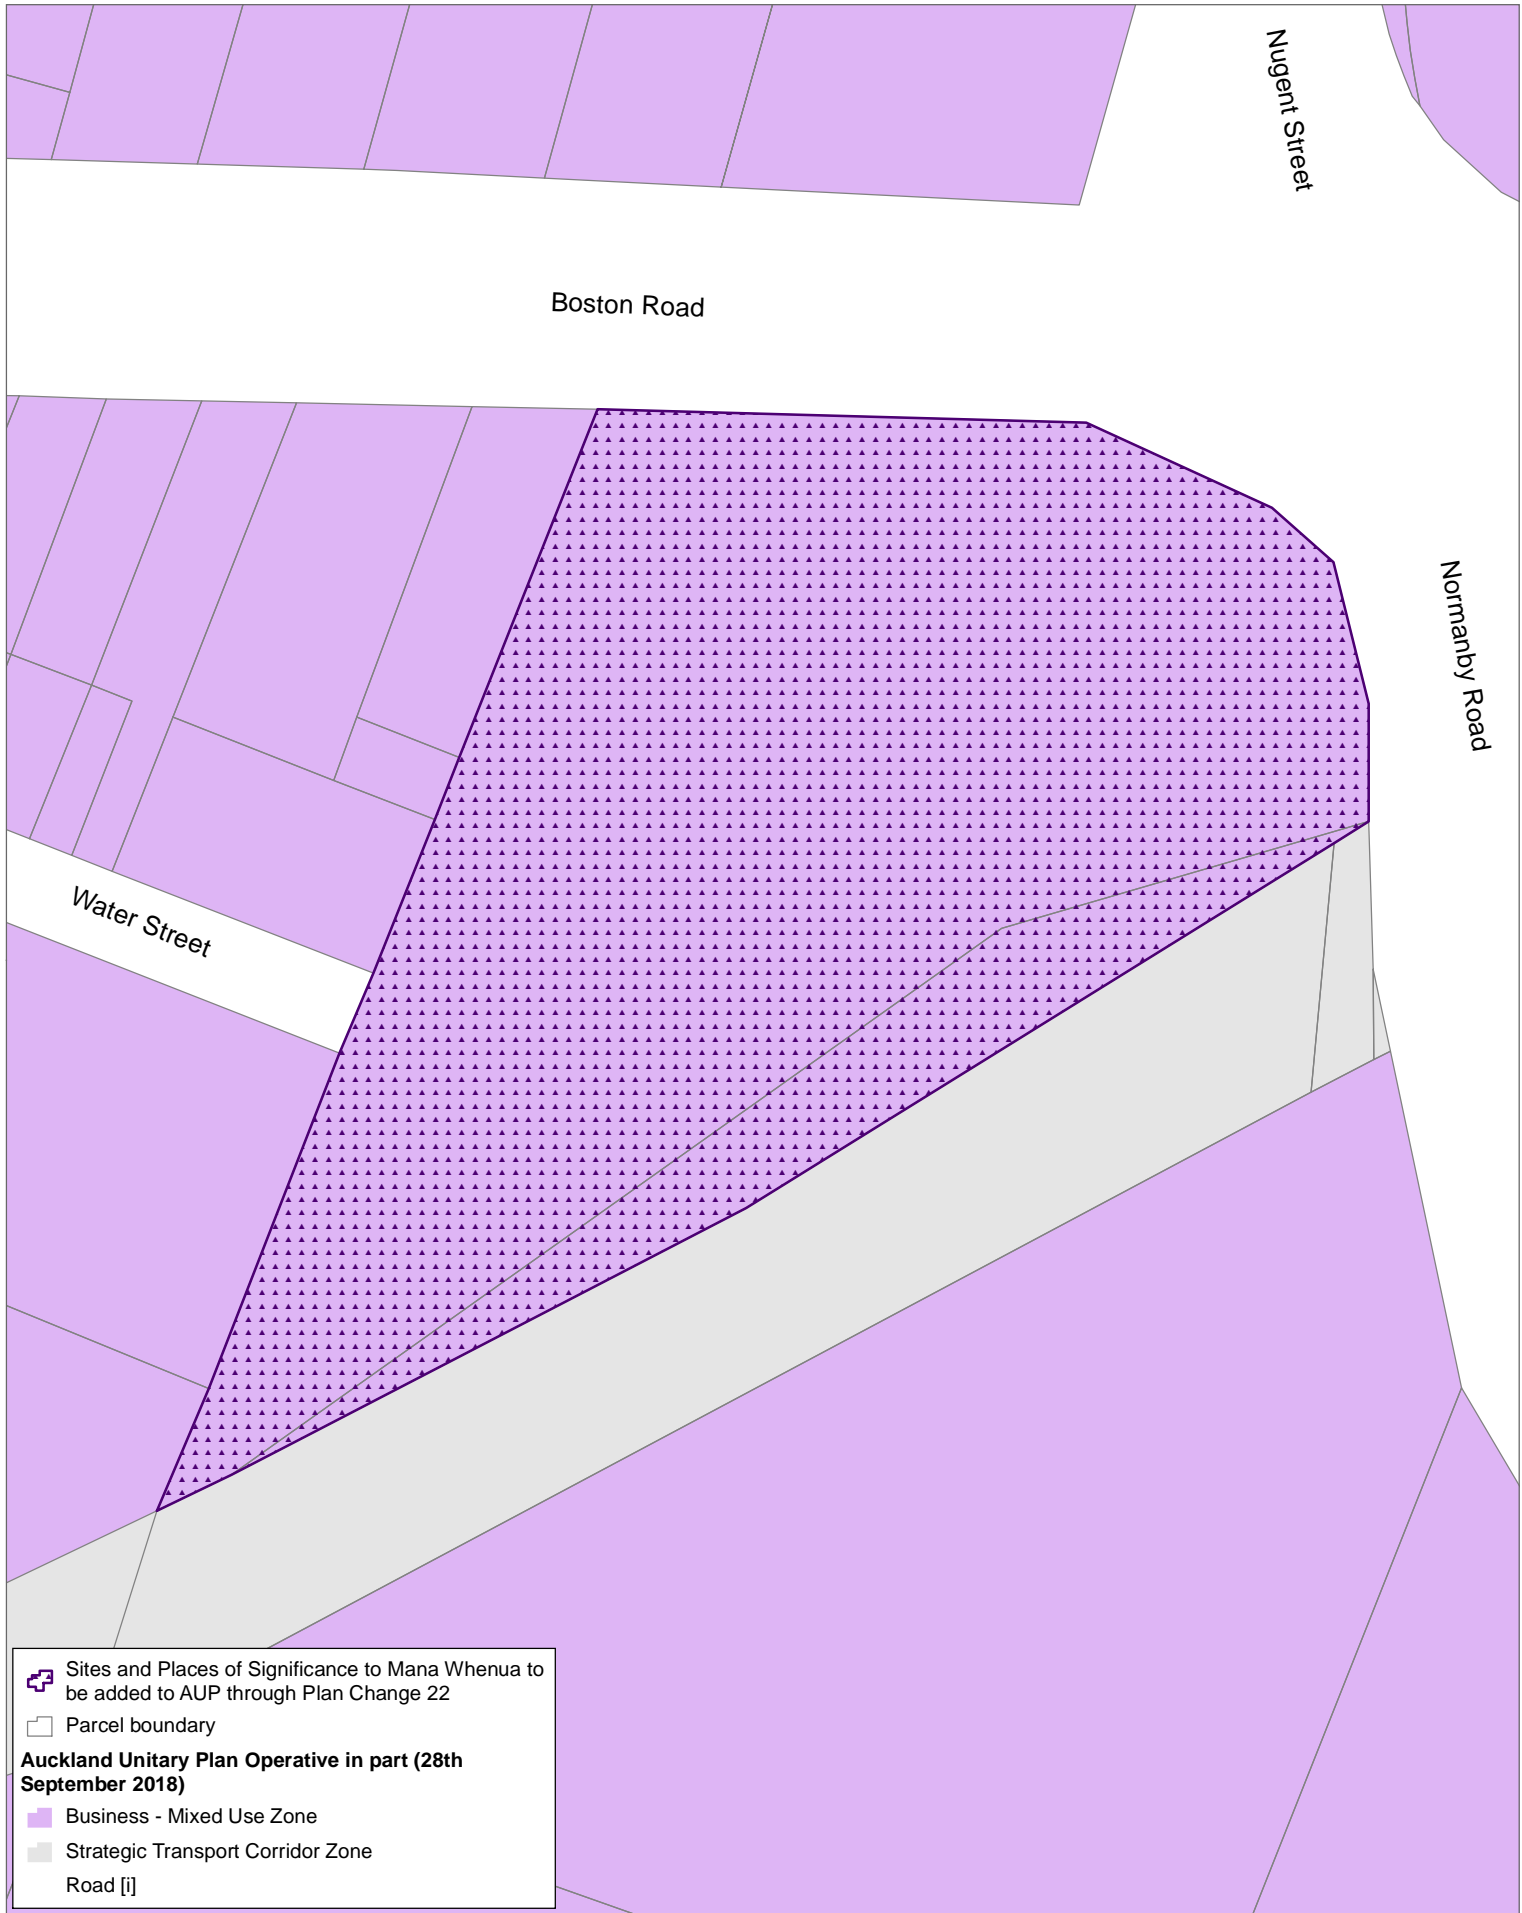 Nugent Street
Boston Road
Normanby Road
Water Street
Sites and Places of Significance to Mana Whenua to
be added to AUP through Plan Change 22
Parcel boundary
Auckland Unitary Plan Operative in part (28th
September 2018)
Business - Mixed Use Zone
Strategic Transport Corridor Zone
Road [i]